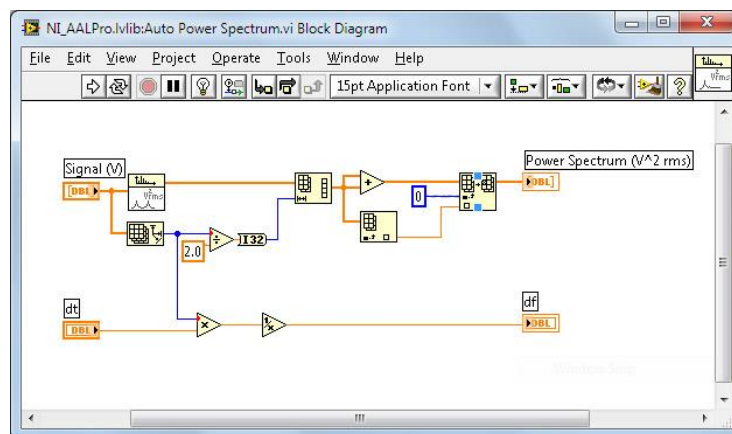 NI_AALPro.lvlib:Auto Power Spectrum.vi Block Diagram
File Edit View Project Operate Tools Window Help
15pt Application Font
Signal (V)
[DBL]
Vrms
Power Spectrum (V^2 rms)
DBL]
0
2.0
I32
dt
DBL
df
DBL